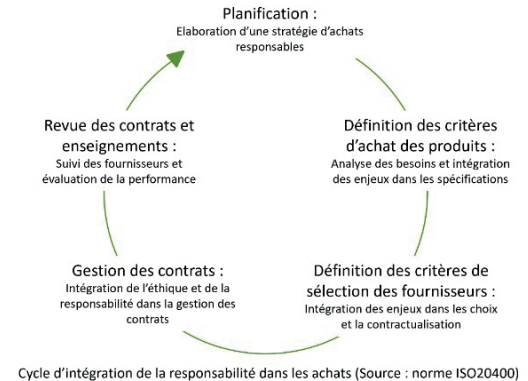 Planification :
Elaboration d'une stratégie d'achats
responsables
Définition des critères
d'achat des produits :
Analyse des besoins et intégration
des enjeux dans les spécifications
Définition des critères de
sélection des fournisseurs :
Intégration des enjeux dans les choix
et la contractualisation
Gestion des contrats :
Intégration de l'éthique et de la
responsabilité dans la gestion des
contrats
Revue des contrats et
enseignements :
Suivi des fournisseurs et
évaluation de la performance
Cycle d'intégration de la responsabilité dans les achats (Source : norme ISO20400)